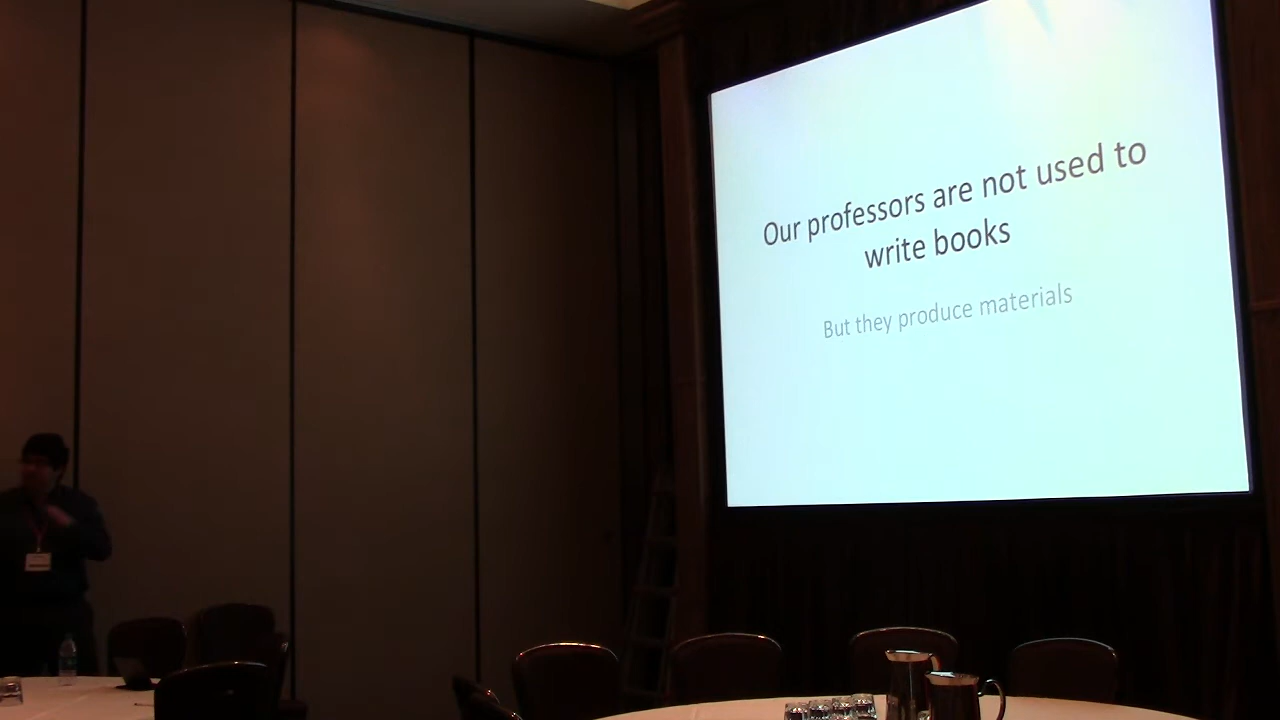 Our professors are not used to
write books
But they produce materials